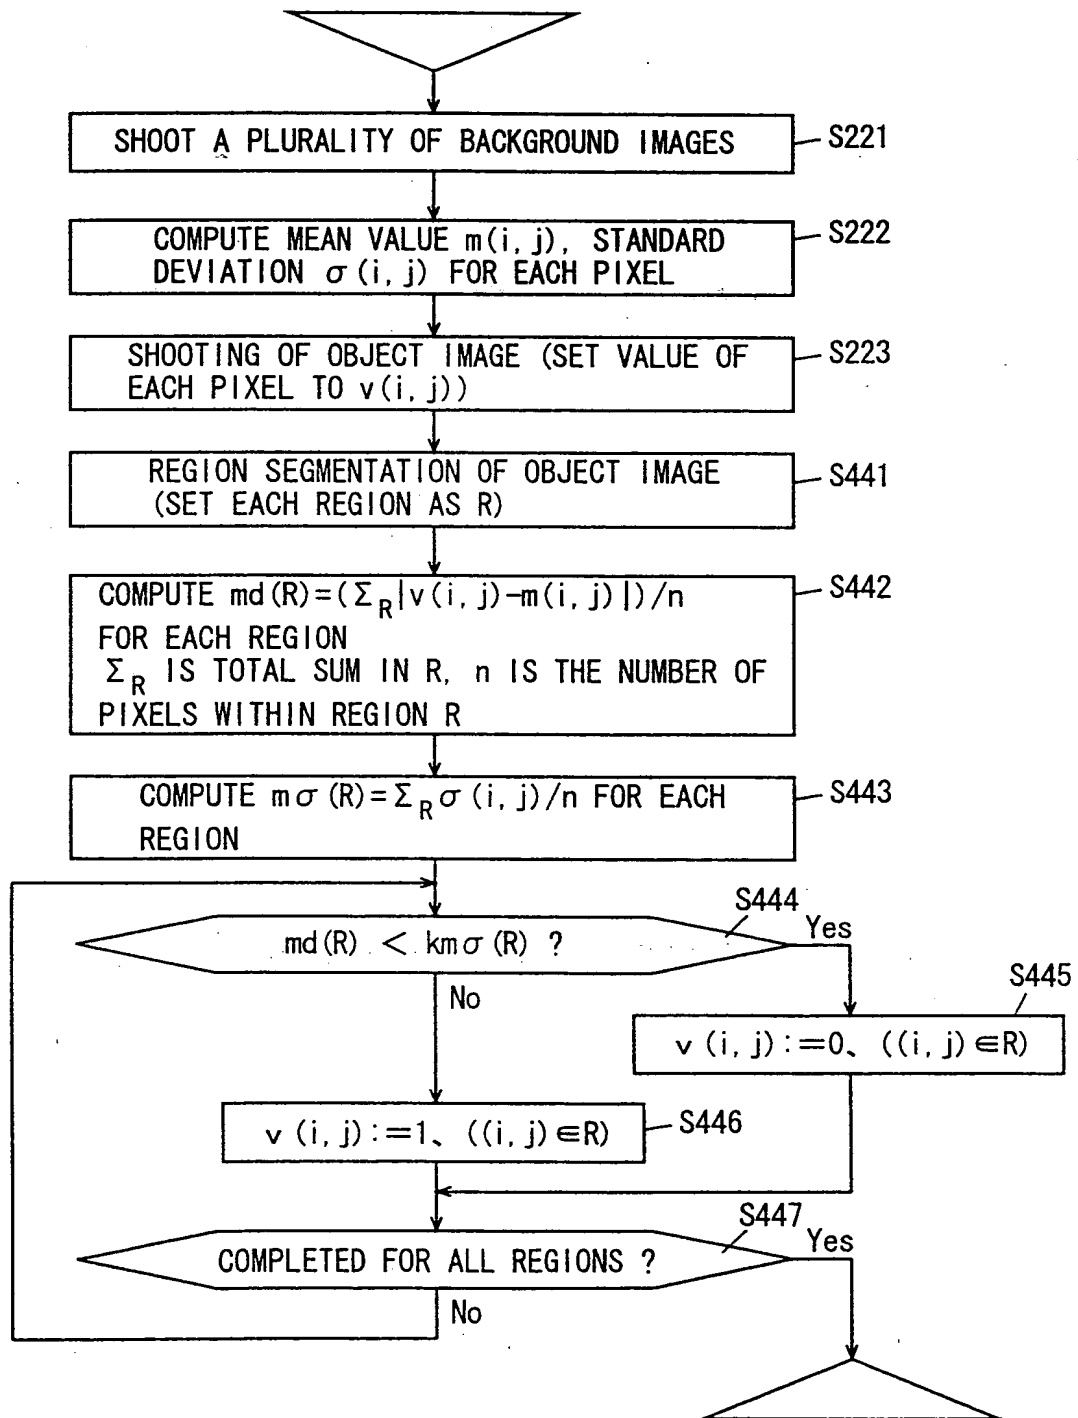 SHOOT A PLURALITY OF BACKGROUND IMAGES
S221
COMPUTE MEAN VALUE m(i, j), STANDARD
DEVIATION σ(i, j) FOR EACH PIXEL
S222
SHOOTING OF OBJECT IMAGE (SET VALUE OF
EACH PIXEL TO v(i, j))
S223
REGION SEGMENTATION OF OBJECT IMAGE
(SET EACH REGION AS R)
S441
COMPUTE md(R)=(Σ_R|v(i, j)-m(i, j)|)/n
FOR EACH REGION
Σ_R IS TOTAL SUM IN R, n IS THE NUMBER OF
PIXELS WITHIN REGION R
S442
COMPUTE mσ(R)=Σ_Rσ(i, j)/n FOR EACH
REGION
S443
S444
md(R) < kmσ(R) ?
Yes
No
S445
v(i, j):=0、((i, j)∈R)
v(i, j):=1、((i, j)∈R)
S446
S447
COMPLETED FOR ALL REGIONS ?
Yes
No